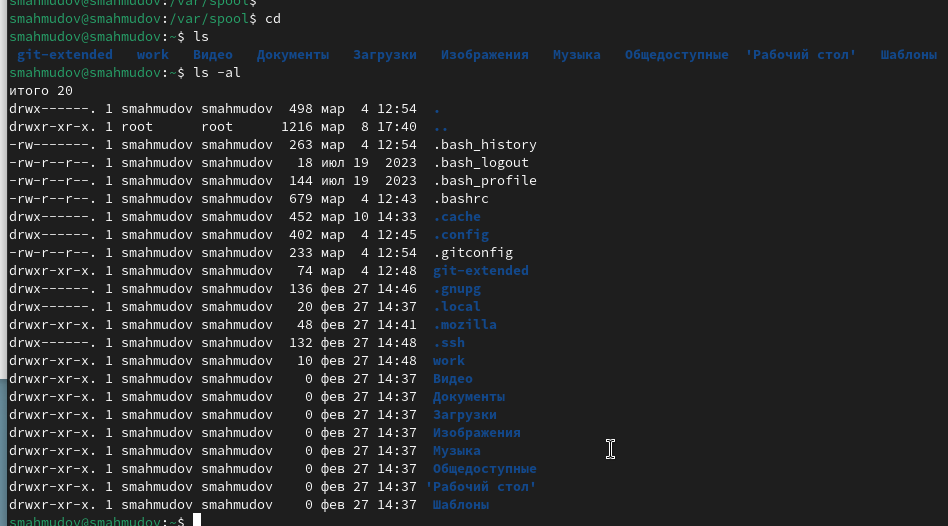 smahmudov@smahmudov:/var/spool$
smahmudov@smahmudov:/var/spool$ cd
smahmudov@smahmudov:~$ ls
git-extended work Видео Документы Загрузки Изображения Музыка Общедоступные 'Рабочий стол' Шаблоны
smahmudov@smahmudov:~$ ls -al
итого 20
drwx------. 1 smahmudov smahmudov 498 мар 4 12:54 .
drwxr-xr-x. 1 root root 1216 мар 8 17:40 ..
-rw-------. 1 smahmudov smahmudov 263 мар 4 12:54 .bash_history
-rw-r--r--. 1 smahmudov smahmudov 18 июл 19 2023 .bash_logout
-rw-r--r--. 1 smahmudov smahmudov 144 июл 19 2023 .bash_profile
-rw-r--r--. 1 smahmudov smahmudov 679 мар 4 12:43 .bashrc
drwx------. 1 smahmudov smahmudov 452 мар 10 14:33 .cache
drwx------. 1 smahmudov smahmudov 402 мар 4 12:45 .config
-rw-r--r--. 1 smahmudov smahmudov 233 мар 4 12:54 .gitconfig
drwxr-xr-x. 1 smahmudov smahmudov 74 мар 4 12:48 git-extended
drwx------. 1 smahmudov smahmudov 136 фев 27 14:46 .gnupg
drwx------. 1 smahmudov smahmudov 20 фев 27 14:37 .local
drwxr-xr-x. 1 smahmudov smahmudov 48 фев 27 14:41 .mozilla
drwx------. 1 smahmudov smahmudov 132 фев 27 14:48 .ssh
drwxr-xr-x. 1 smahmudov smahmudov 10 фев 27 14:48 work
drwxr-xr-x. 1 smahmudov smahmudov 0 фев 27 14:37 Видео
drwxr-xr-x. 1 smahmudov smahmudov 0 фев 27 14:37 Документы
drwxr-xr-x. 1 smahmudov smahmudov 0 фев 27 14:37 Загрузки
drwxr-xr-x. 1 smahmudov smahmudov 0 фев 27 14:37 Изображения
drwxr-xr-x. 1 smahmudov smahmudov 0 фев 27 14:37 Музыка
drwxr-xr-x. 1 smahmudov smahmudov 0 фев 27 14:37 Общедоступные
drwxr-xr-x. 1 smahmudov smahmudov 0 фев 27 14:37 'Рабочий стол'
drwxr-xr-x. 1 smahmudov smahmudov 0 фев 27 14:37 Шаблоны
smahmudov@smahmudov:~$